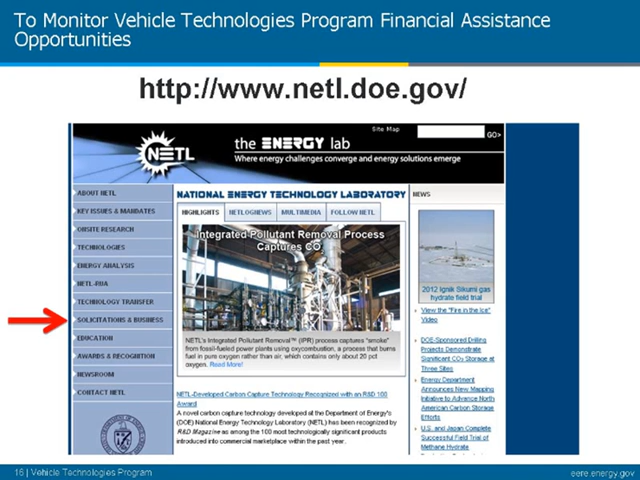 To Monitor Vehicle Technologies Program Financial Assistance
Opportunities
http://www.netl.doe.gov/
Site Map
GO>
NETL
the ENERGY lab
Where energy challenges converge and energy solutions emerge
ABOUT NETL
KEY ISSUES & MANDATES
ONSITE RESEARCH
TECHNOLOGIES
ENERGY ANALYSIS
NETL-RUA
TECHNOLOGY TRANSFER
SOLICITATIONS & BUSINESS
EDUCATION
AWARDS & RECOGNITION
NEWSROOM
CONTACT NETL
NATIONAL ENERGY TECHNOLOGY LABORATORY
HIGHLIGHTS
NETLOGNEWS
MULTIMEDIA
FOLLOW NETL
Integrated Pollutant Removal Process
Captures CO
NETL's Integrated Pollutant Removal™ (IPR) process captures "smoke"
from fossil-fueled power plants using oxycombustion, a process that burns
fuel in pure oxygen rather than air, which contains only about 20 pct
oxygen. Read More!
NETL-Developed Carbon Capture Technology Recognized with an R&D 100
Award
A novel carbon capture technology developed at the Department of Energy's
(DOE) National Energy Technology Laboratory (NETL) has been recognized by
R&D Magazine as among the 100 most technologically significant products
introduced into commercial marketplace within the past year.
NEWS
2012 Ignik Sikumi gas
hydrate field trial
View the "Fire in the Ice"
Video
DOE-Sponsored Drilling
Projects Demonstrate
Significant CO2 Storage at
Three Sites
Energy Department
Announces New Mapping
Initiative to Advance North
American Carbon Storage
Efforts
U.S. and Japan Complete
Successful Field Trial of
Methane Hydrate
16 | Vehicle Technologies Program
eere.energy.gov